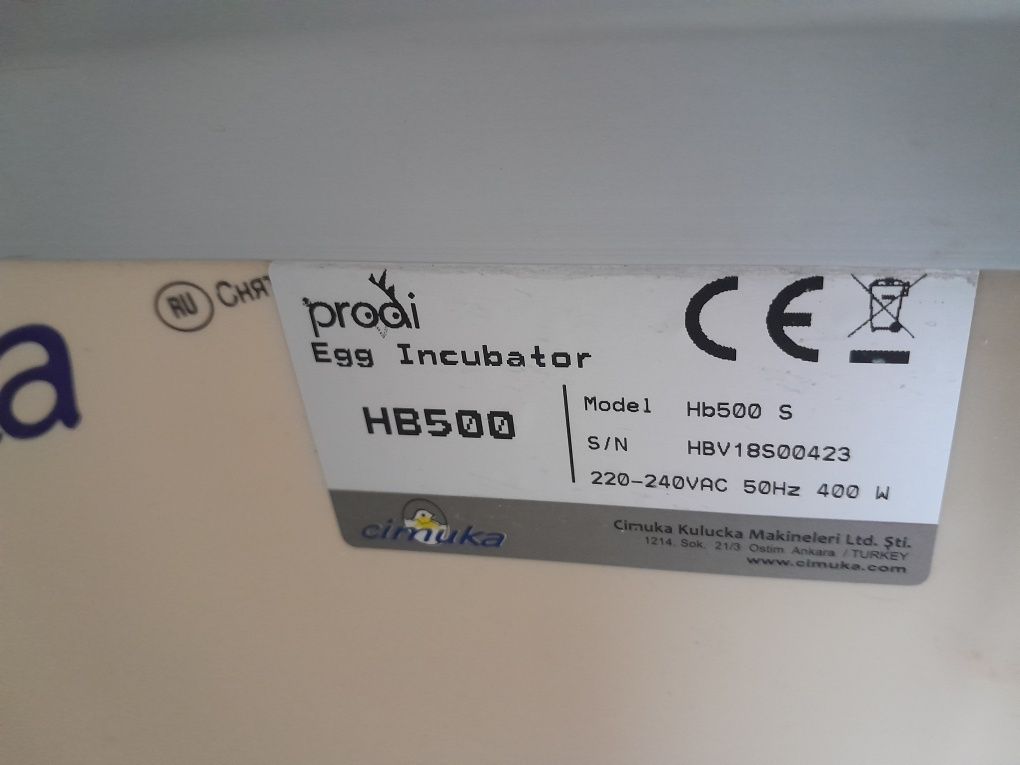 a
RU СНЯТ
prodi
Egg Incubator
HB500
CE
Model Hb500 S
S/N HBV18S00423
220-240VAC 50Hz 400 W
cimuka
Cimuka Kulucka Makineleri Ltd. Şti.
1214. Sok. 21/3 Ostim Ankara / TURKEY
www.cimuka.com